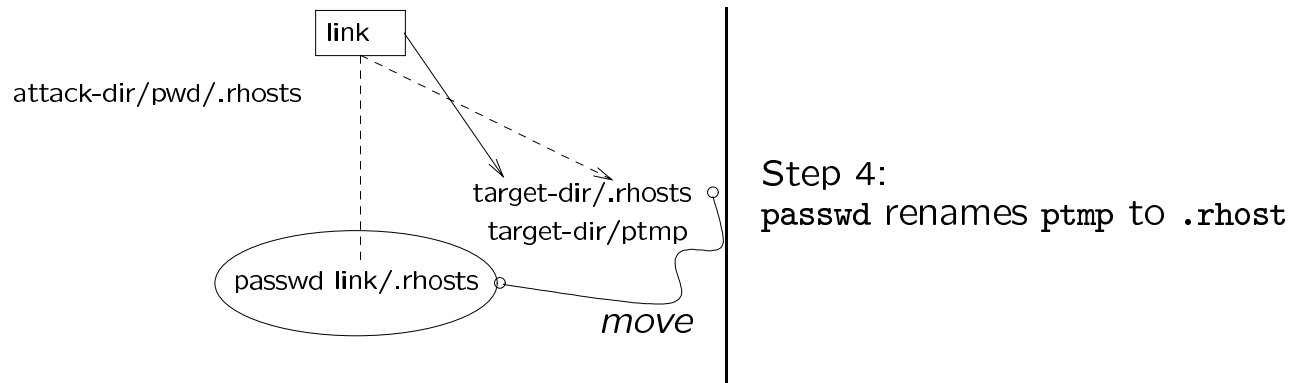 link
attack-dir/pwd/.rhosts
target-dir/.rhosts
target-dir/ptmp
passwd link/.rhosts
move
Step 4:
passwd renames ptmp to .rhost